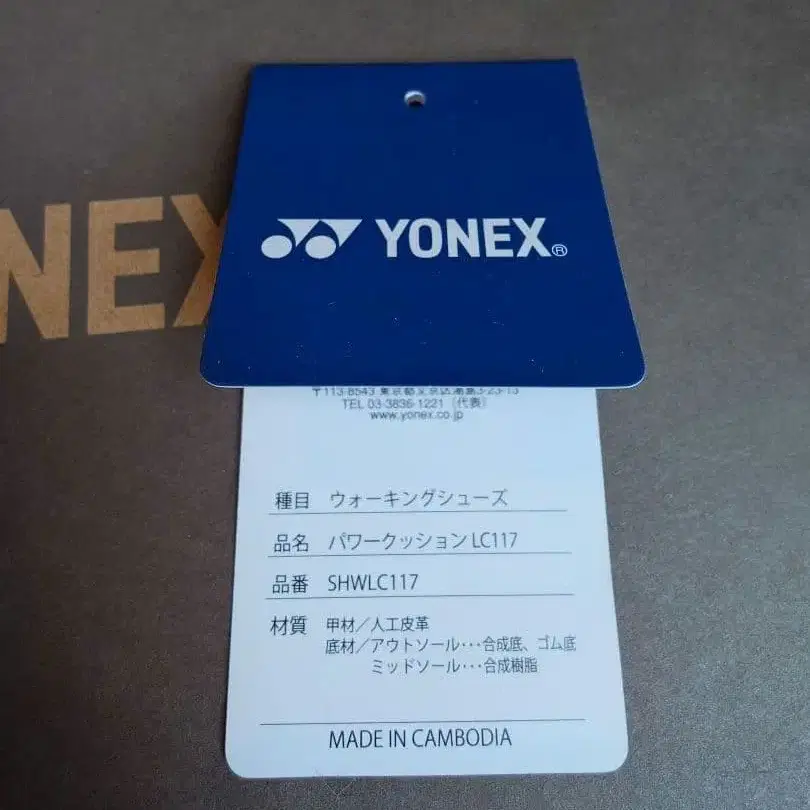 NEX
YONEX®
〒113-8543 東京都文京区湯島3-23-13
TEL 03-3836-1221（代表）
www.yonex.co.jp
種目 ウォーキングシューズ
品名 パワークッション LC117
品番 SHWLC117
材質 甲材／人工皮革
底材／アウトソール･･･合成底、ゴム底
ミッドソール･･･合成樹脂
MADE IN CAMBODIA